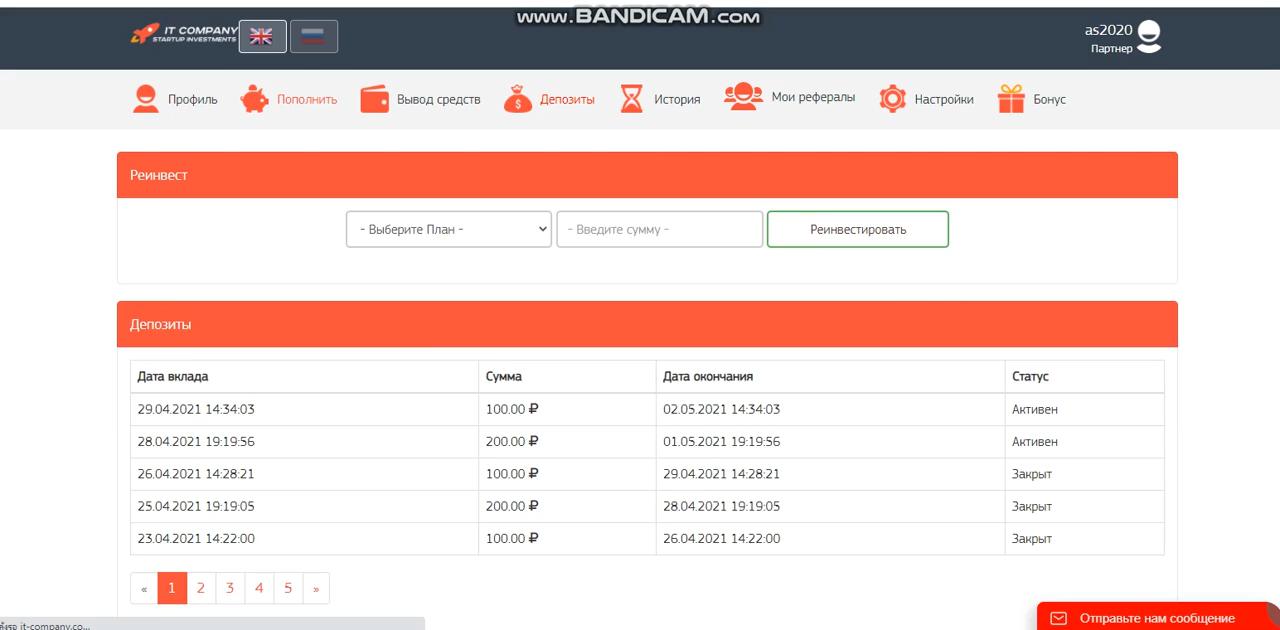 www.BANDICAM.com
IT COMPANY
STARTUP INVESTMENTS
as2020
Партнер
Профиль
Пополнить
Вывод средств
Депозиты
История
Мои рефералы
Настройки
Бонус
Реинвест
- Выберите План -
- Введите сумму -
Реинвестировать
Депозиты
Дата вклада Сумма Дата окончания Статус
29.04.2021 14:34:03 100.00 ₽ 02.05.2021 14:34:03 Активен
28.04.2021 19:19:56 200.00 ₽ 01.05.2021 19:19:56 Активен
26.04.2021 14:28:21 100.00 ₽ 29.04.2021 14:28:21 Закрыт
25.04.2021 19:19:05 200.00 ₽ 28.04.2021 19:19:05 Закрыт
23.04.2021 14:22:00 100.00 ₽ 26.04.2021 14:22:00 Закрыт
« 1 2 3 4 5 »
it-company.co...
Отправьте нам сообщение